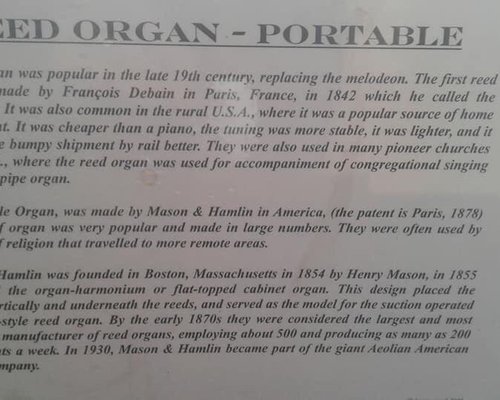 EED ORGAN - PORTABLE
an was popular in the late 19th century, replacing the melodeon. The first reed
made by François Debain in Paris, France, in 1842 which he called the
It was also common in the rural U.S.A., where it was a popular source of home
nt. It was cheaper than a piano, the tuning was more stable, it was lighter, and it
e bumpy shipment by rail better. They were also used in many pioneer churches
., where the reed organ was used for accompaniment of congregational singing
pipe organ.
le Organ, was made by Mason & Hamlin in America, (the patent is Paris, 1878)
f organ was very popular and made in large numbers. They were often used by
f religion that travelled to more remote areas.
Hamlin was founded in Boston, Massachusetts in 1854 by Henry Mason, in 1855
the organ-harmonium or flat-topped cabinet organ. This design placed the
rtically and underneath the reeds, and served as the model for the suction operated
-style reed organ. By the early 1870s they were considered the largest and most
manufacturer of reed organs, employing about 500 and producing as many as 200
nts a week. In 1930, Mason & Hamlin became part of the giant Aeolian American
ompany.